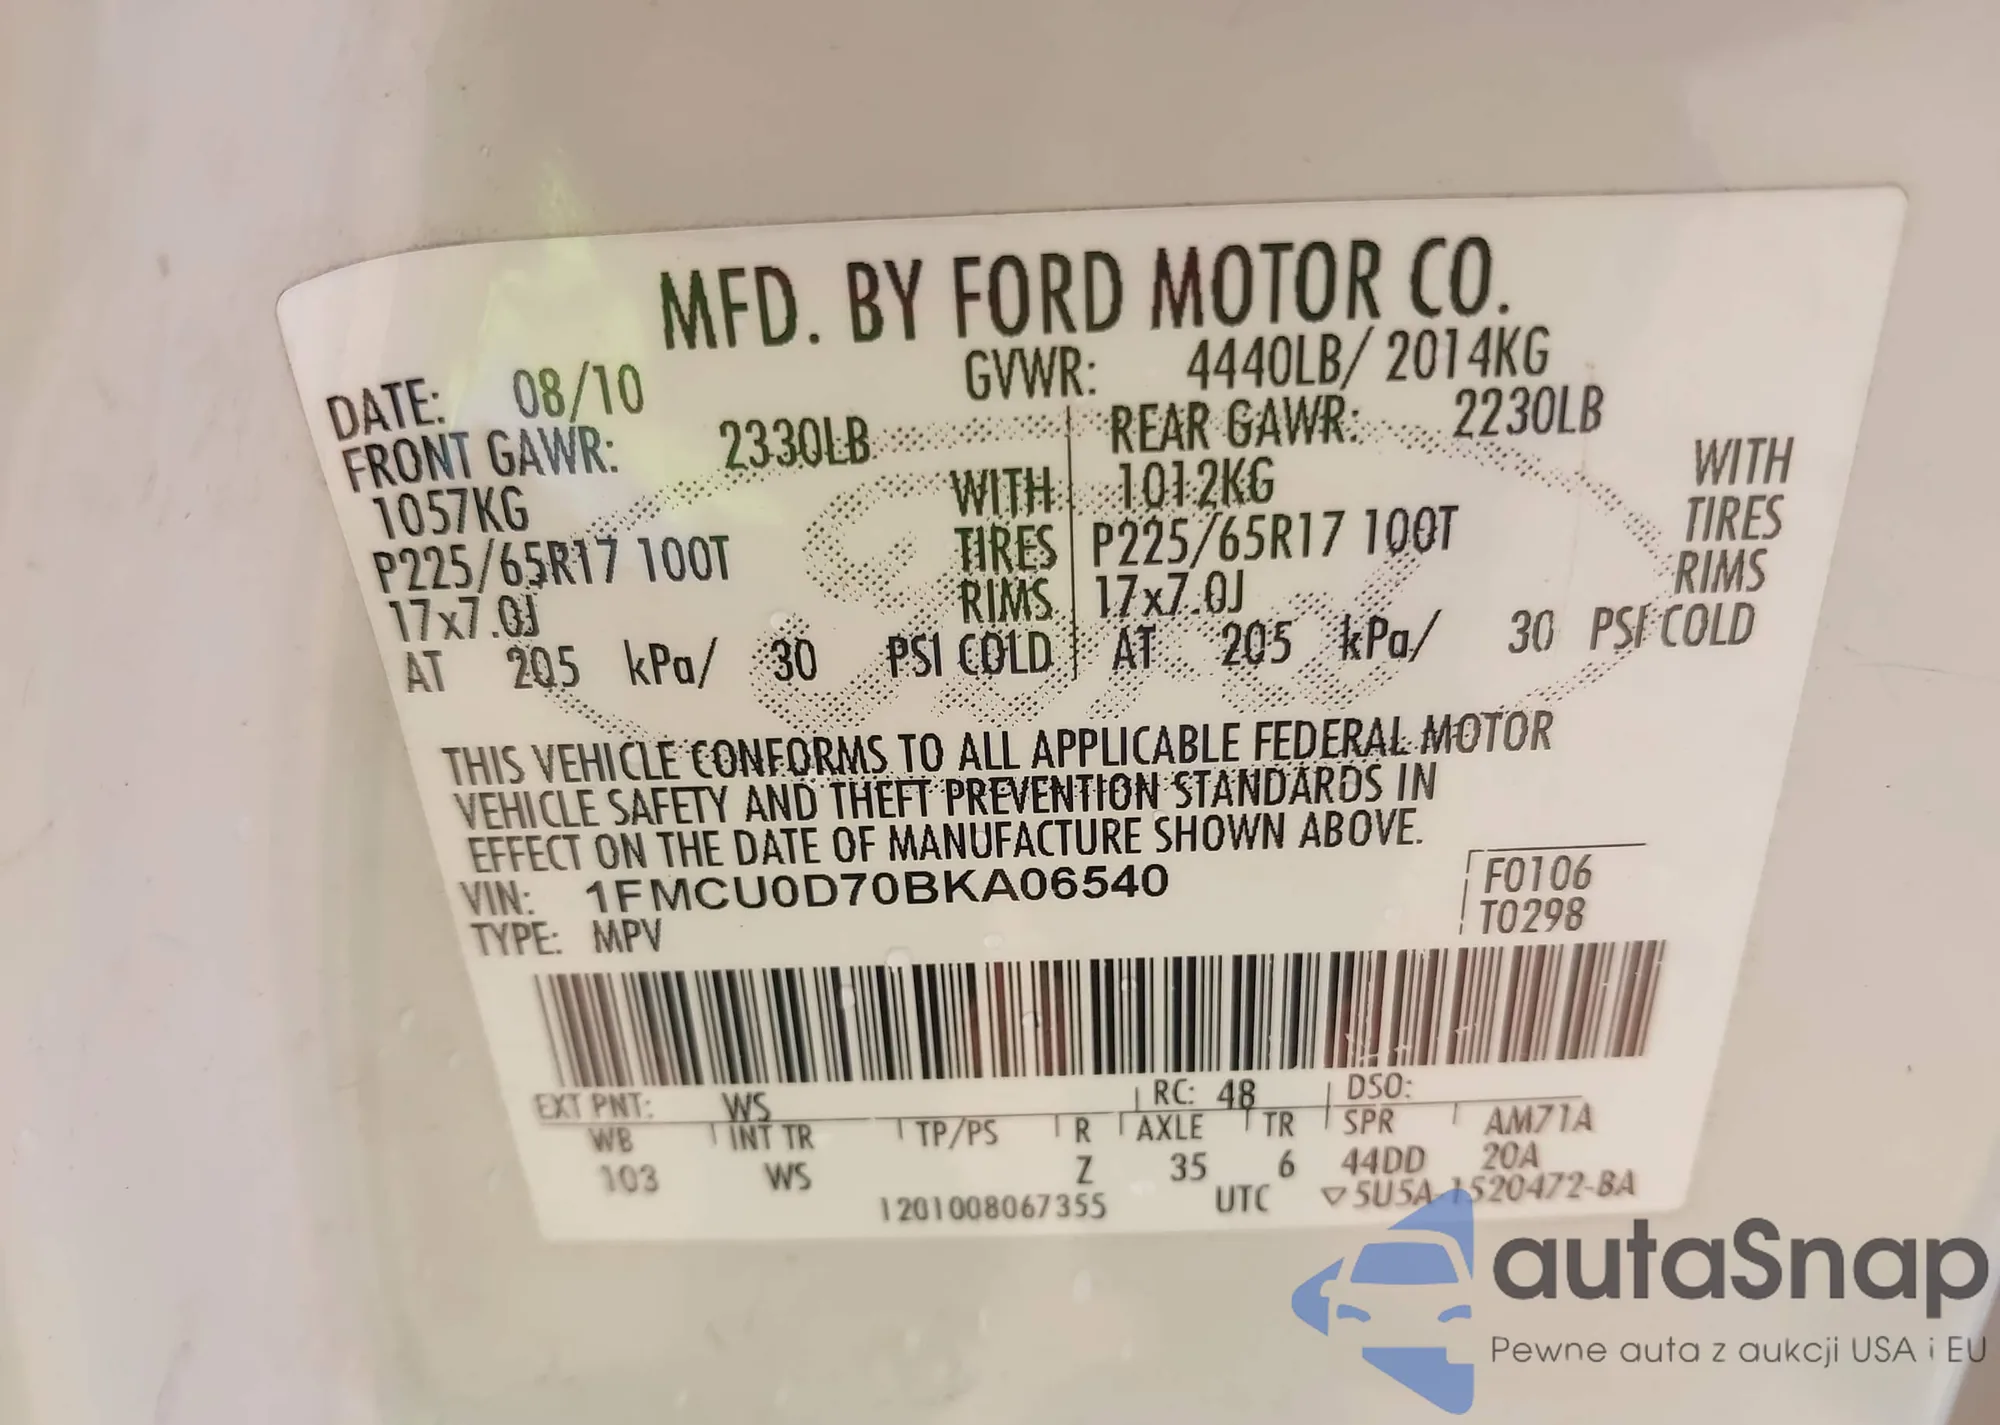 MFD. BY FORD MOTOR CO.
DATE: 08/10 GVWR: 4440LB/ 2014KG
FRONT GAWR: 2330LB REAR GAWR: 2230LB
1057KG WITH 1012KG WITH
P225/65R17 100T TIRES P225/65R17 100T TIRES
17x7.0J RIMS 17x7.0J RIMS
AT 205 kPa/ 30 PSI COLD AT 205 kPa/ 30 PSI COLD
THIS VEHICLE CONFORMS TO ALL APPLICABLE FEDERAL MOTOR
VEHICLE SAFETY AND THEFT PREVENTION STANDARDS IN
EFFECT ON THE DATE OF MANUFACTURE SHOWN ABOVE.
VIN: 1FMCU0D70BKA06540 F0106
TYPE: MPV T0298
EXT PNT: WS RC: 48 DSO:
WB INT TR TP/PS R AXLE TR SPR AM71A
103 WS Z 35 6 44DD 20A
1201008067355 UTC ▽5U5A-1520472-BA
autaSnap
Pewne auta z aukcji USA i EU